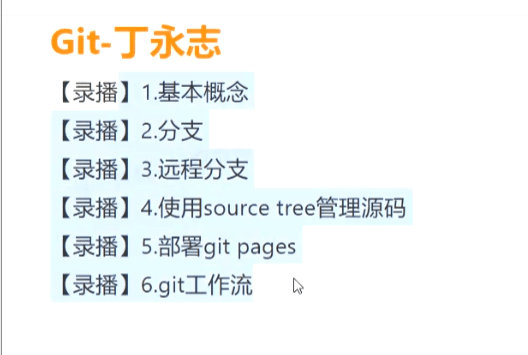 Git-丁永志
【录播】1.基本概念
【录播】2.分支
【录播】3.远程分支
【录播】4.使用source tree管理源码
【录播】5.部署git pages
【录播】6.git工作流